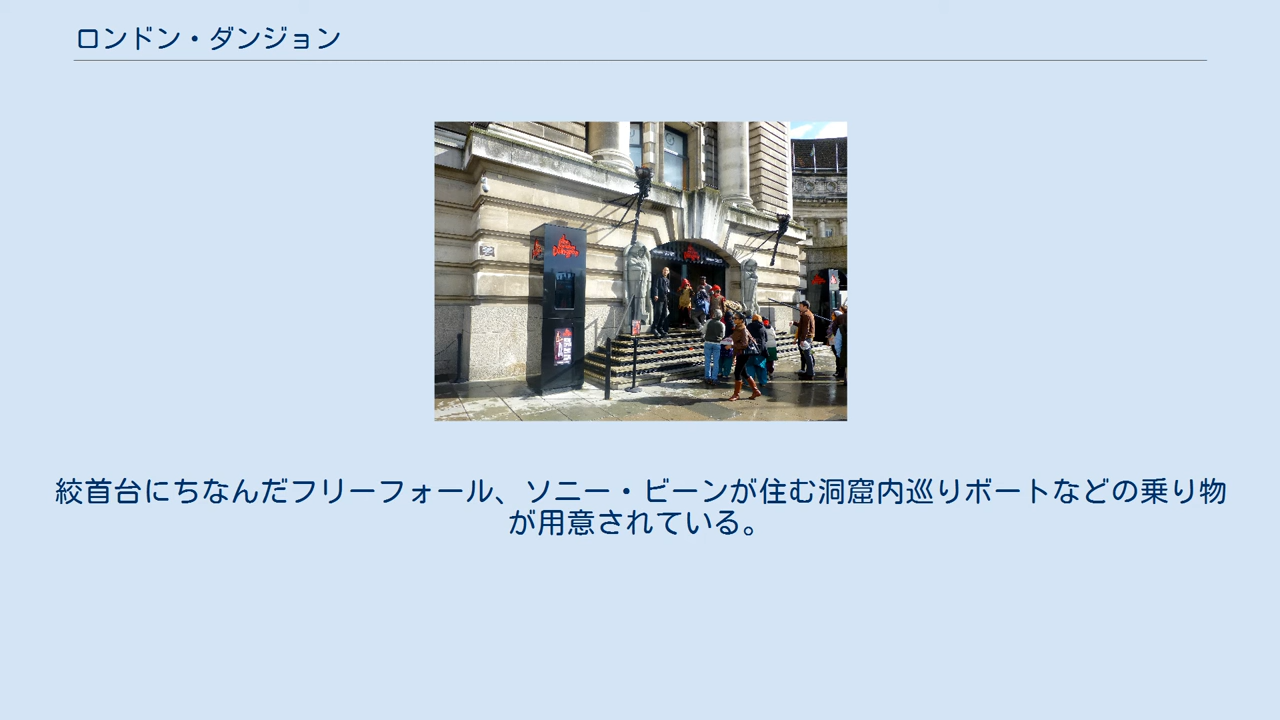 ロンドン・ダンジョン
絞首台にちなんだフリーフォール、ソニー・ビーンが住む洞窟内巡りボートなどの乗り物
が用意されている。